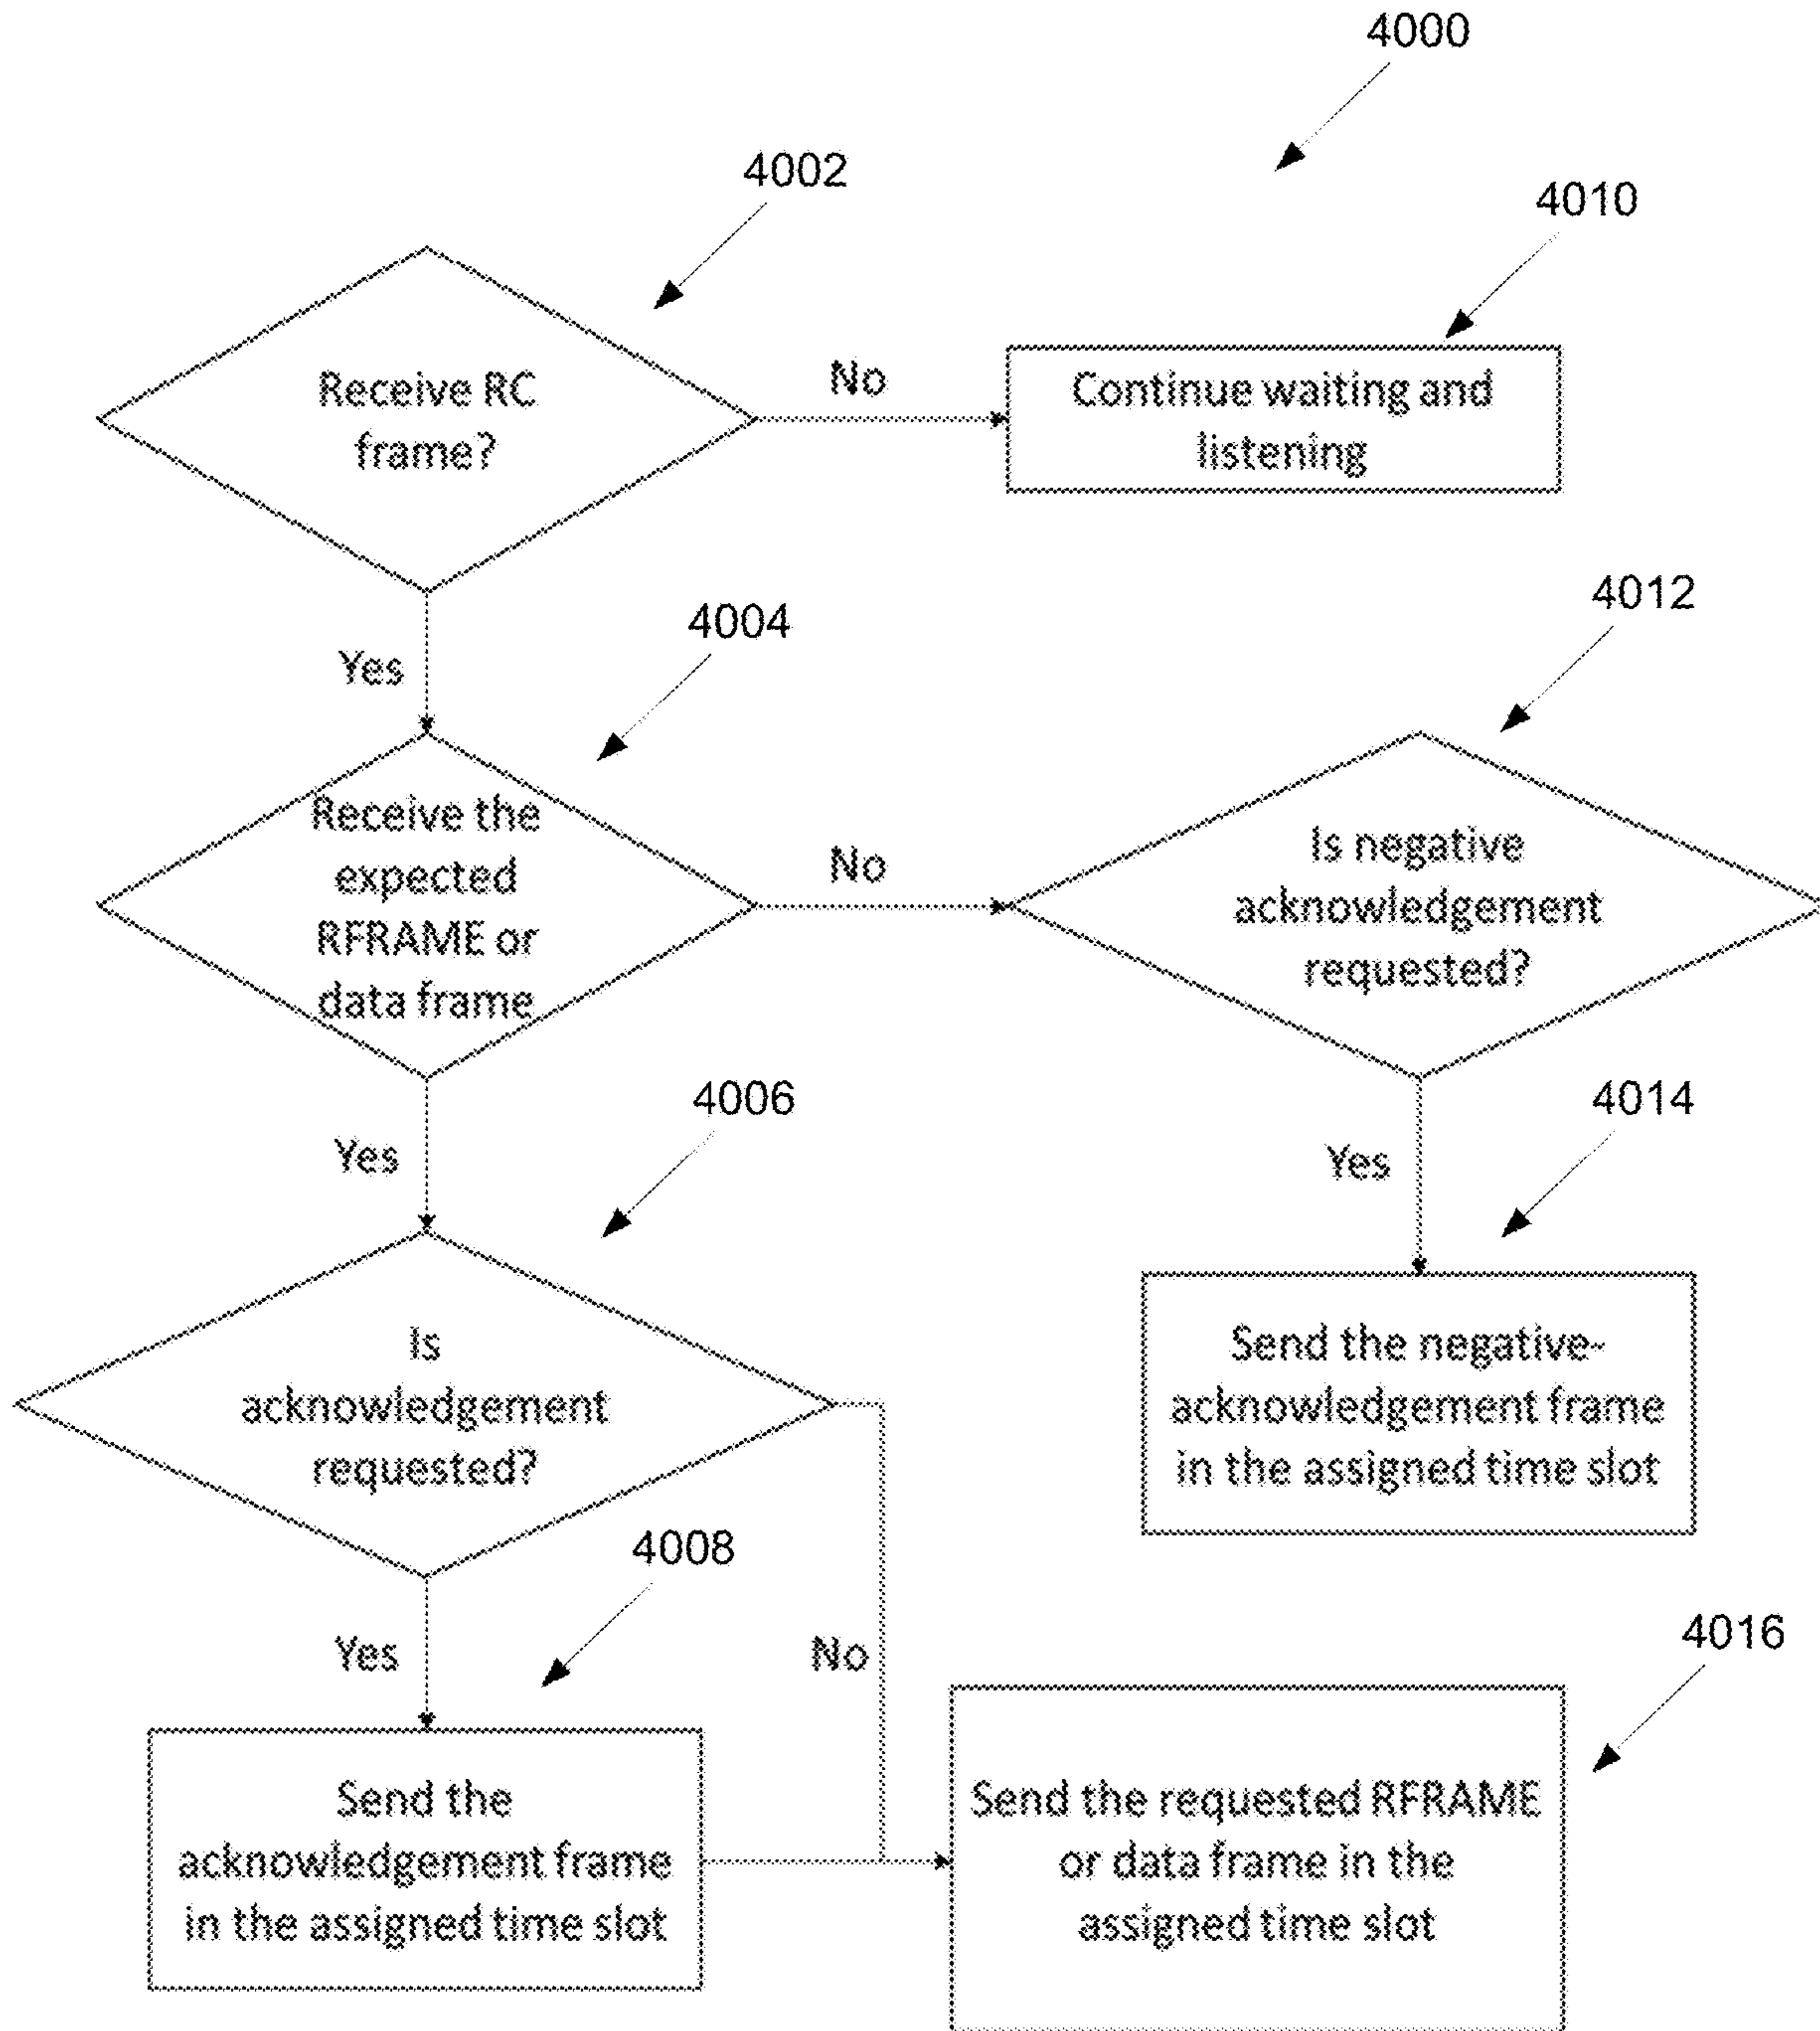 4000
4002
4010
Receive RC
frame?
No
Continue waiting and
listening
Yes
4004
4012
Receive the
expected
RFRAME or
data frame
No
Is negative
acknowledgement
requested?
Yes
4006
4014
Yes
Is
acknowledgement
requested?
Send the negative-
acknowledgement frame
in the assigned time slot
4008
Yes
No
4016
Send the
acknowledgement frame
in the assigned time slot
Send the requested RFRAME
or data frame in the
assigned time slot